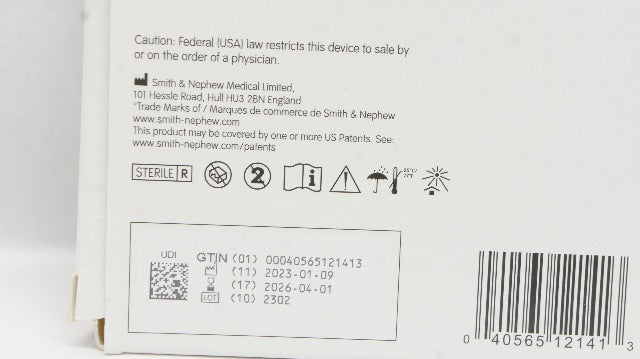 Caution: Federal (USA) law restricts this device to sale by
or on the order of a physician.
Smith & Nephew Medical Limited,
101 Hessle Road, Hull HU3 2BN England
*Trade Marks of / Marques de commerce de Smith & Nephew
www.smith-nephew.com
This product may be covered by one or more US Patents. See:
www.smith-nephew.com/patents
STERILE R 2 i
UDI
GTIN (01) 00040565121413
(11) 2023-01-09
(17) 2026-04-01
LOT (10) 2302
0 40565 12141 3